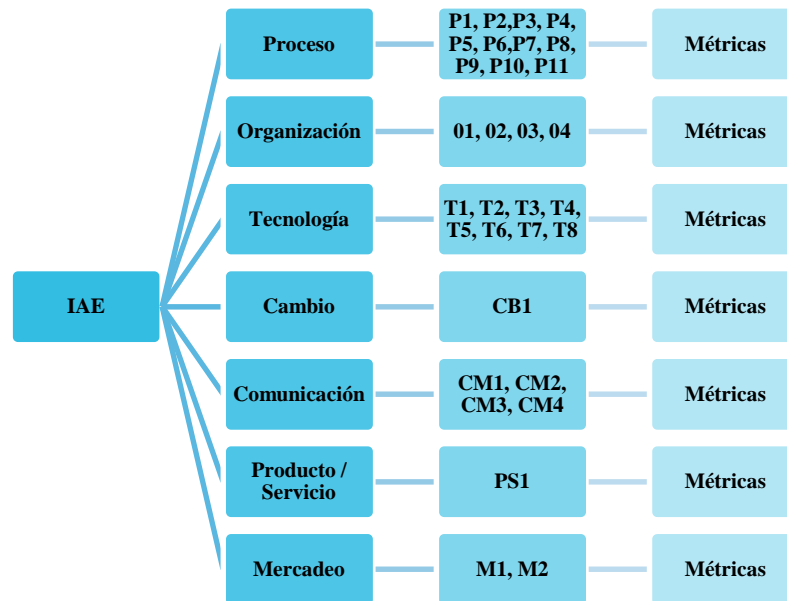 Proceso
P1, P2,P3, P4,
P5, P6,P7, P8,
P9, P10, P11
Métricas
Organización
01, 02, 03, 04
Métricas
Tecnología
T1, T2, T3, T4,
T5, T6, T7, T8
Métricas
IAE
Cambio
CB1
Métricas
Comunicación
CM1, CM2,
CM3, CM4
Métricas
Producto /
Servicio
PS1
Métricas
Mercadeo
M1, M2
Métricas